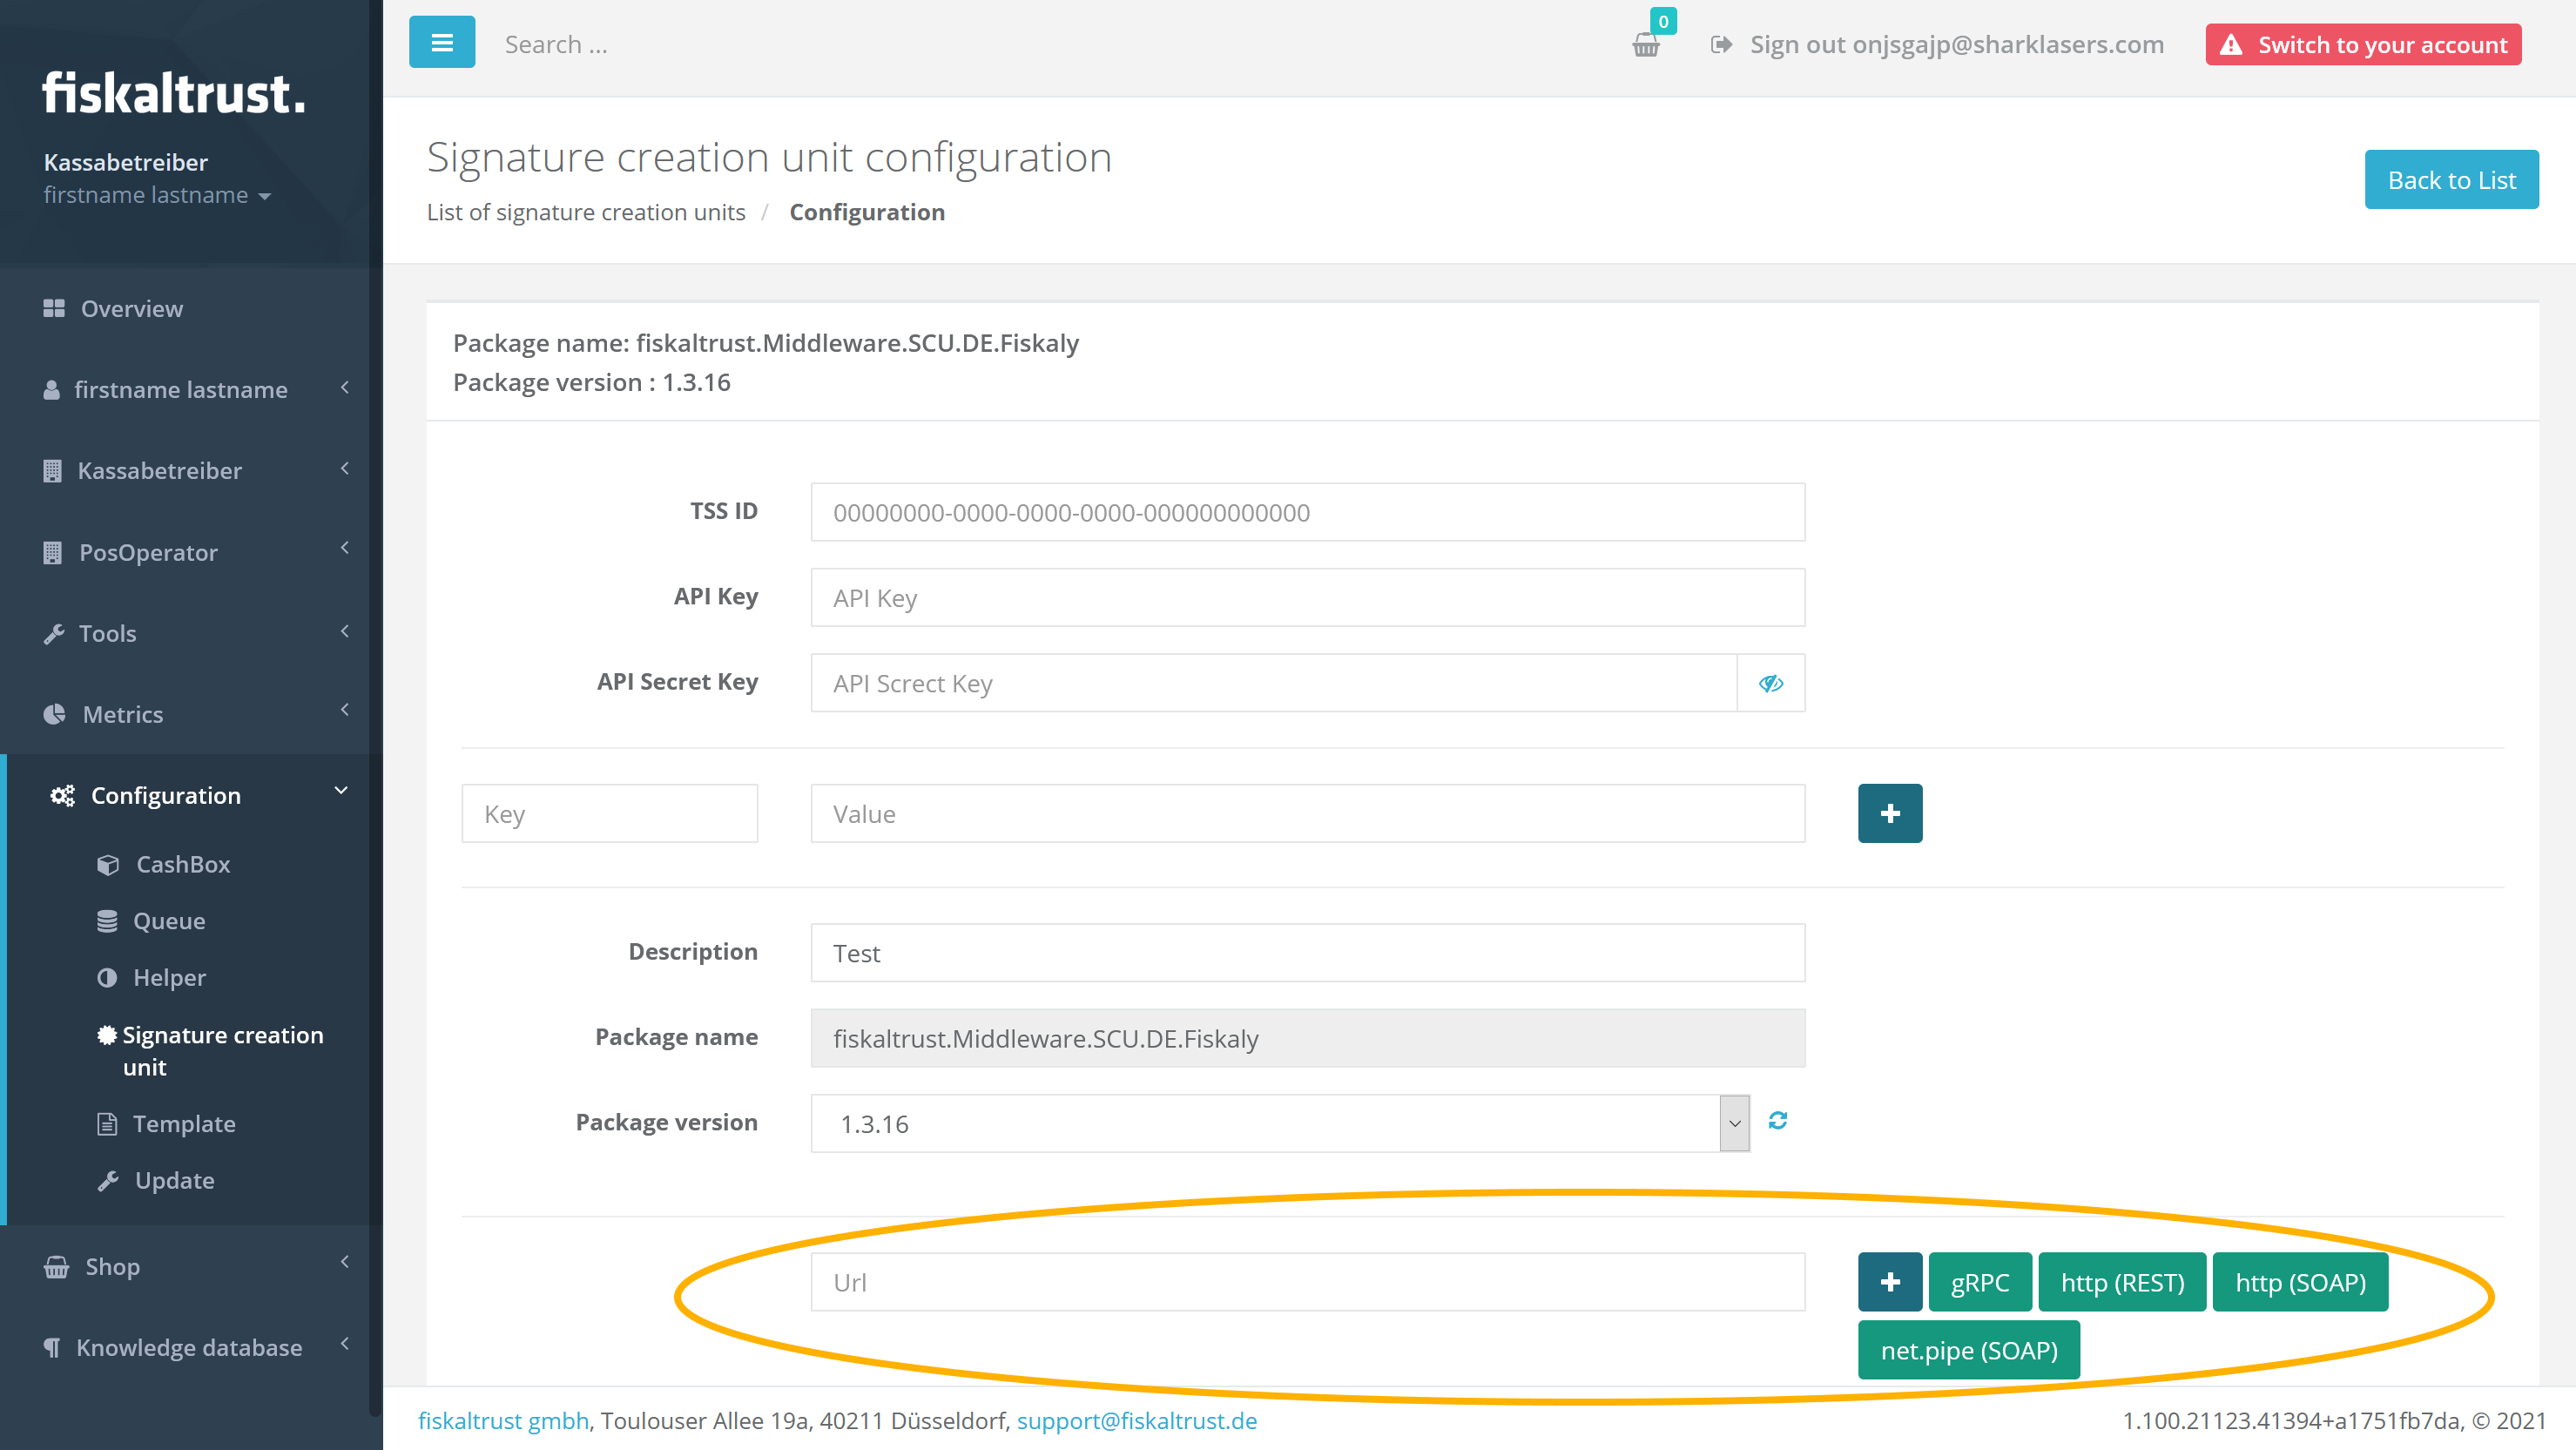 fiskaltrust.
Kassabetreiber
firstname lastname
Overview
firstname lastname
Kassabetreiber
PosOperator
Tools
Metrics
Configuration
CashBox
Queue
Helper
Signature creation
unit
Template
Update
Shop
Knowledge database
Search ...
0
Sign out onjsgajp@sharklasers.com
Switch to your account
Signature creation unit configuration
List of signature creation units / Configuration
Back to List
Package name: fiskaltrust.Middleware.SCU.DE.Fiskaly
Package version : 1.3.16
TSS ID 00000000-0000-0000-0000-000000000000
API Key API Key
API Secret Key API Screct Key
Key Value +
Description Test
Package name fiskaltrust.Middleware.SCU.DE.Fiskaly
Package version 1.3.16
Url + gRPC http (REST) http (SOAP)
net.pipe (SOAP)
fiskaltrust gmbh, Toulouser Allee 19a, 40211 Düsseldorf, support@fiskaltrust.de
1.100.21123.41394+a1751fb7da, © 2021